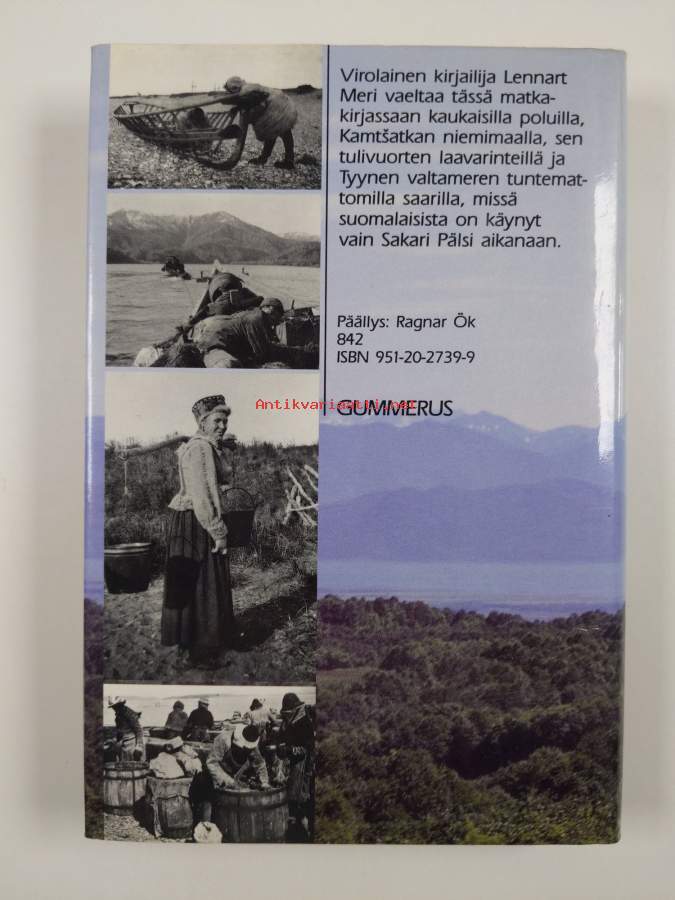 Virolainen kirjailija Lennart
Meri vaeltaa tässä matka-
kirjassaan kaukaisilla poluilla,
Kamtšatkan niemimaalla, sen
tulivuorten laavarinteillä ja
Tyynen valtameren tuntemat-
tomilla saarilla, missä
suomalaisista on käynyt
vain Sakari Pälsi aikanaan.
Päällys: Ragnar Ök
842
ISBN 951-20-2739-9
Antikvariaatti.net
GUMMERUS